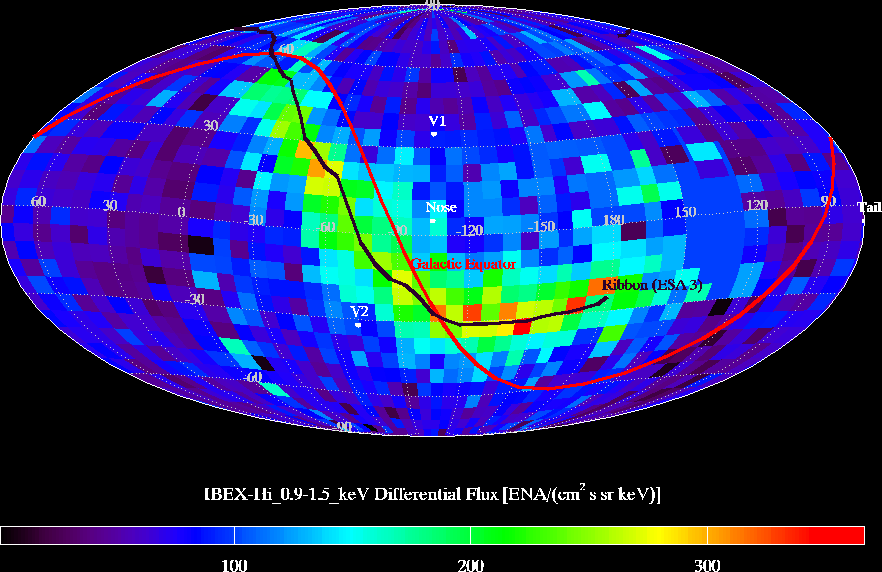 90
60
30
V1
60 30 0 -30 -60 -90 -120 -150 180 150 120 90
Nose
Tail
Galactic Equator
-30
Ribbon (ESA 3)
V2
-60
-90
IBEX-Hi_0.9-1.5_keV Differential Flux [ENA/(cm² s sr keV)]
100 200 300